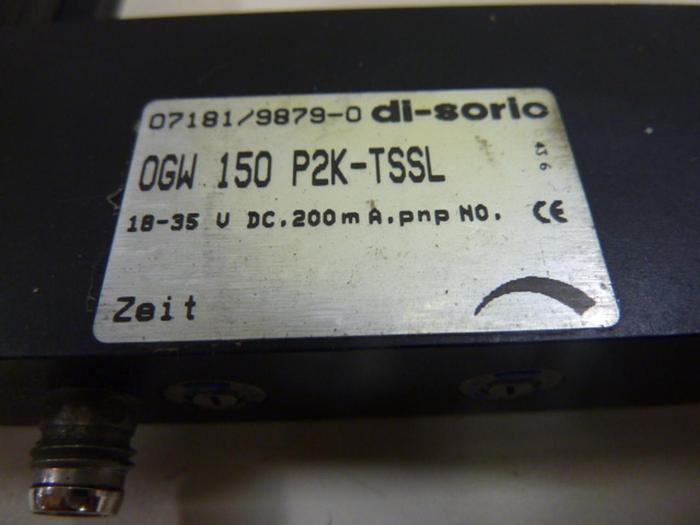 07181/9879-0 di-soric
OGW 150 P2K-TSSL
18-35 V DC.200mA.pnp NO. CE
Zeit